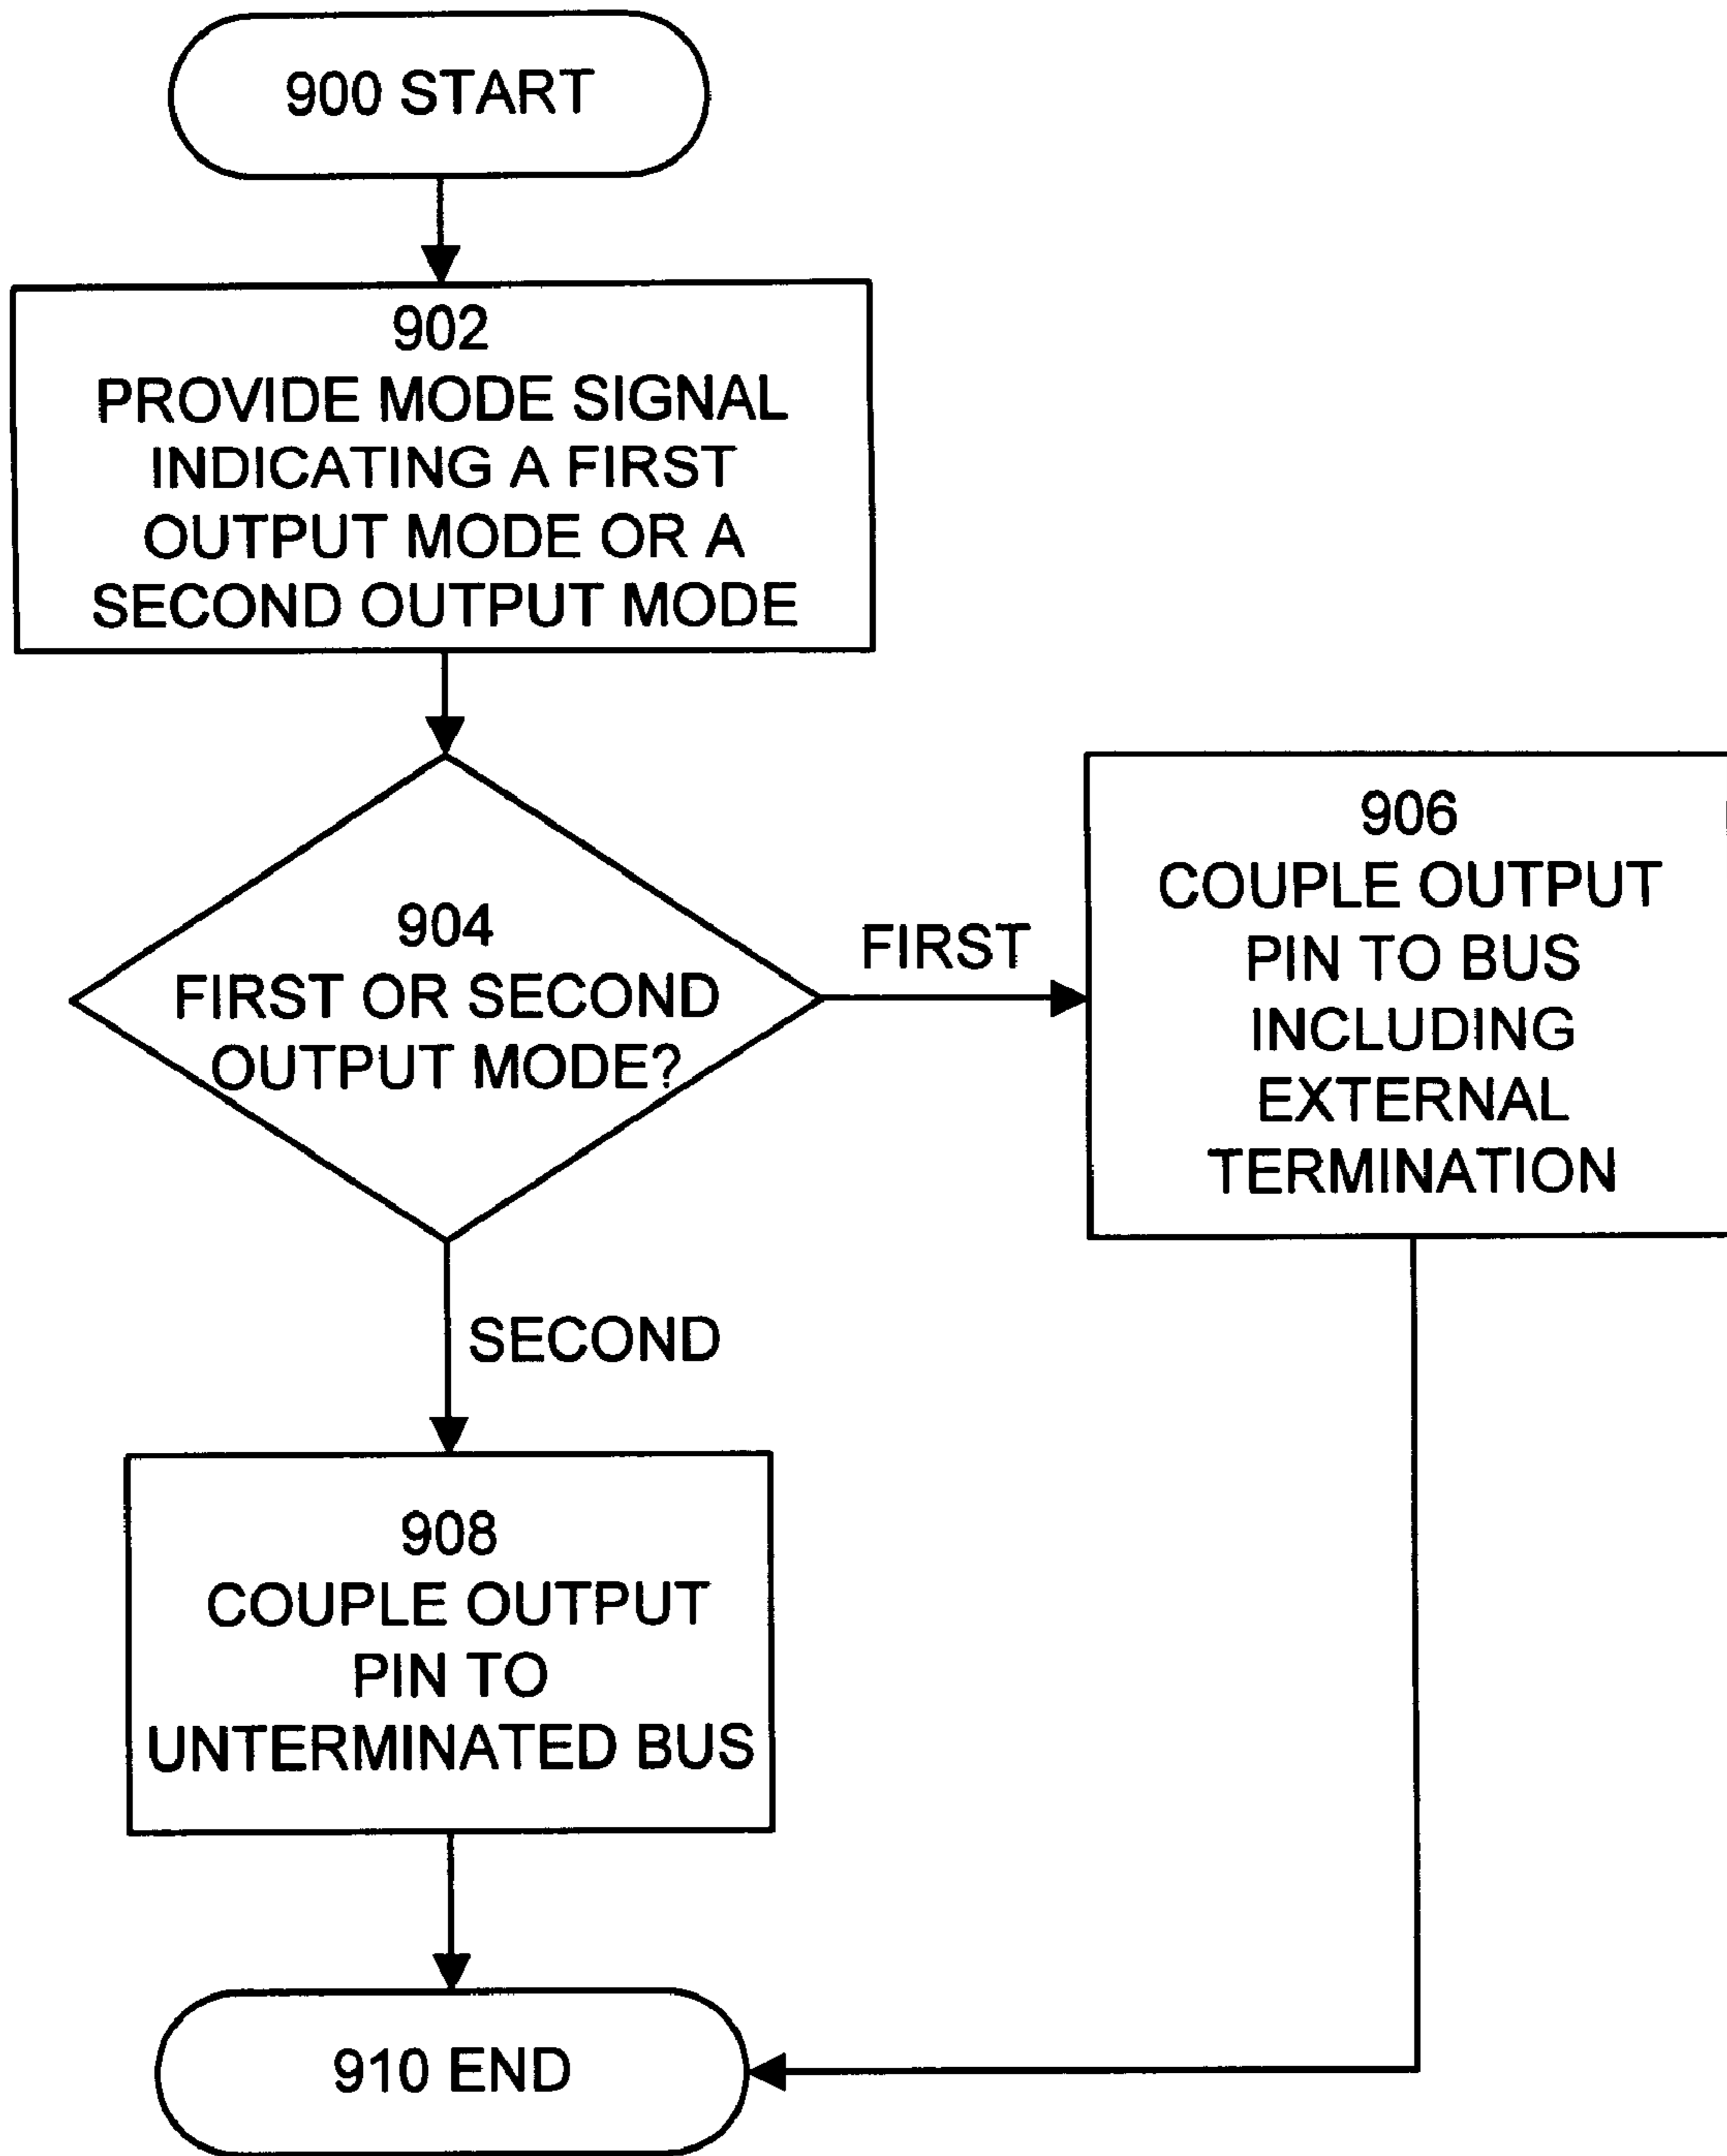 900 START
902
PROVIDE MODE SIGNAL
INDICATING A FIRST
OUTPUT MODE OR A
SECOND OUTPUT MODE
904
FIRST OR SECOND
OUTPUT MODE?
FIRST
906
COUPLE OUTPUT
PIN TO BUS
INCLUDING
EXTERNAL
TERMINATION
SECOND
908
COUPLE OUTPUT
PIN TO
UNTERMINATED BUS
910 END